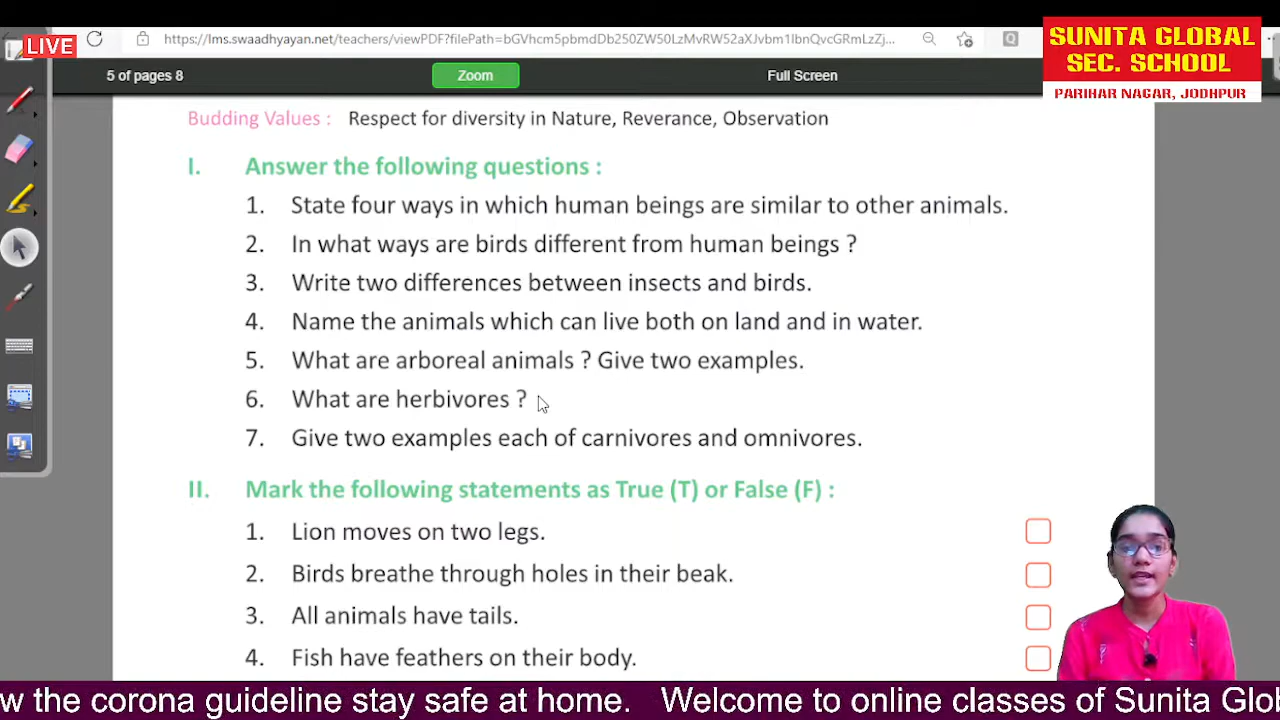 LIVE
https://lms.swaadhyayan.net/teachers/viewPDF?filePath=bGVhcm5pbmdDb250ZW50LzMvRW52aXJvbm1lbnQvcGRmLzZj...
SUNITA GLOBAL
SEC. SCHOOL
PARIHAR NAGAR, JODHPUR
5 of pages 8
Zoom
Full Screen
Budding Values : Respect for diversity in Nature, Reverance, Observation
I. Answer the following questions :
1. State four ways in which human beings are similar to other animals.
2. In what ways are birds different from human beings ?
3. Write two differences between insects and birds.
4. Name the animals which can live both on land and in water.
5. What are arboreal animals ? Give two examples.
6. What are herbivores ?
7. Give two examples each of carnivores and omnivores.
II. Mark the following statements as True (T) or False (F) :
1. Lion moves on two legs.
2. Birds breathe through holes in their beak.
3. All animals have tails.
4. Fish have feathers on their body.
w the corona guideline stay safe at home. Welcome to online classes of Sunita Glob